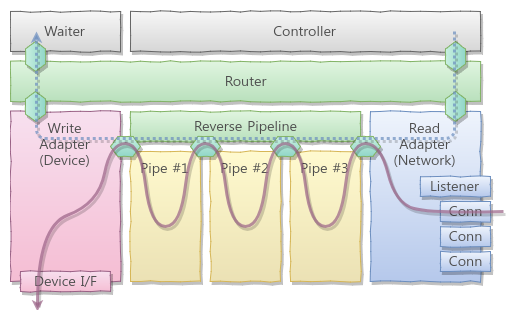 Waiter
Controller
Router
Write
Adapter
(Device)
Reverse Pipeline
Read
Adapter
(Network)
Pipe #1
Pipe #2
Pipe #3
Listener
Conn
Conn
Conn
Device I/F